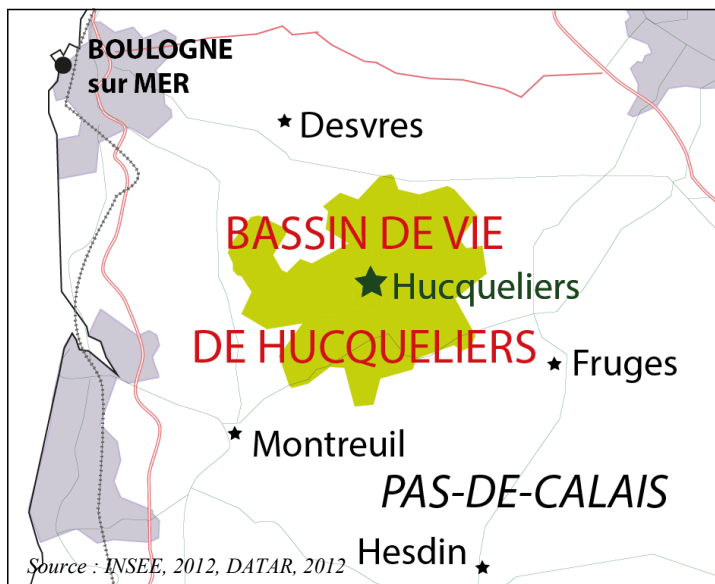 BOULOGNE
sur MER
Desvres
BASSIN DE VIE
Hucqueliers
DE HUCQUELIERS
Fruges
Montreuil
PAS-DE-CALAIS
Hesdin
Source : INSEE, 2012, DATAR, 2012